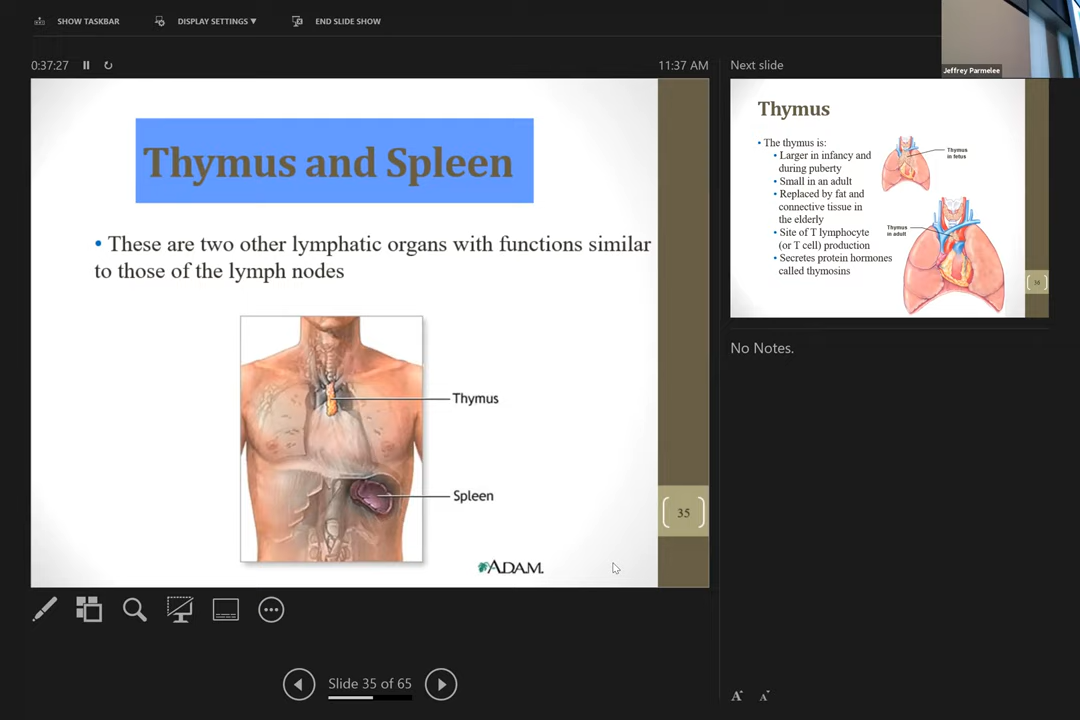 SHOW TASKBAR
DISPLAY SETTINGS ▼
END SLIDE SHOW
Jeffrey Parmelee
0:37:27
11:37 AM
Thymus and Spleen
• These are two other lymphatic organs with functions similar
to those of the lymph nodes
Thymus
Spleen
ADAM.
35
Slide 35 of 65
Next slide
Thymus
• The thymus is:
• Larger in infancy and
during puberty
• Small in an adult
• Replaced by fat and
connective tissue in
the elderly
• Site of T lymphocyte
(or T cell) production
• Secretes protein hormones
called thymosins
Thymus
in fetus
Thymus
in adult
36
No Notes.
A A